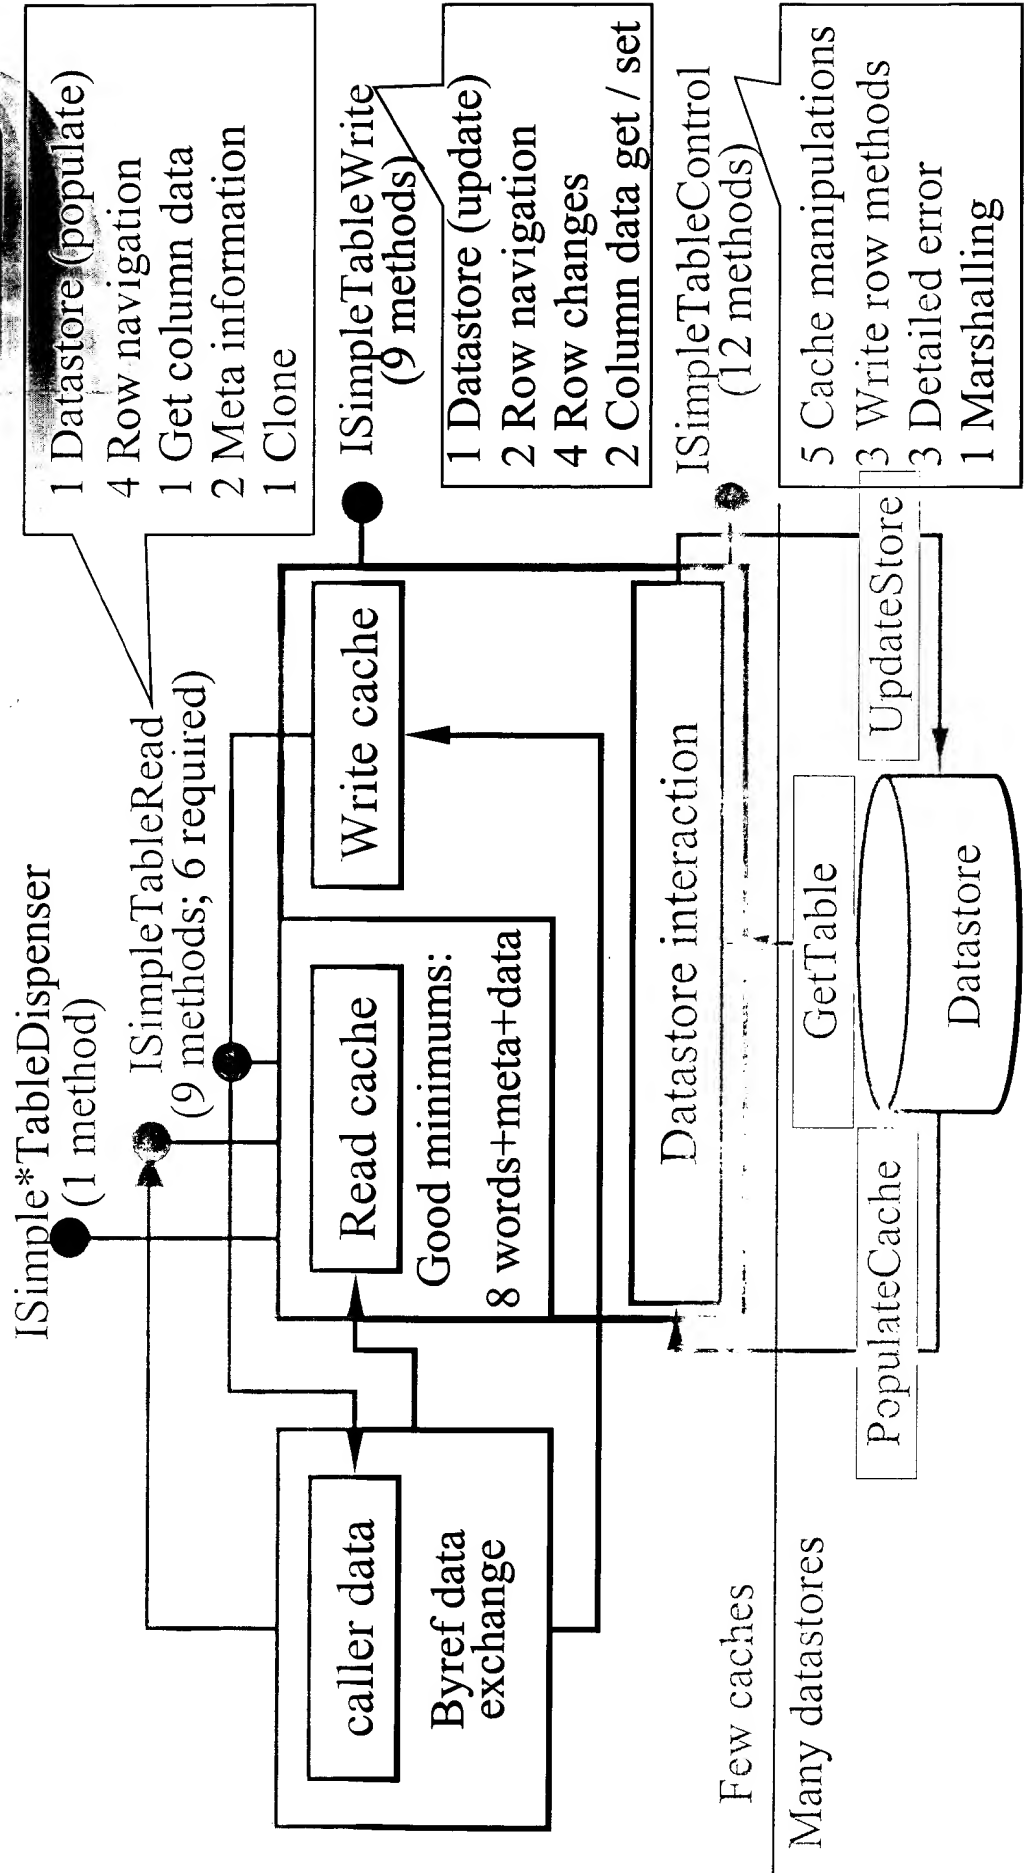 ISimple*TableDispenser
(1 method)
ISimpleTableRead
(9 methods; 6 required)
1 Datastore (populate)
4 Row navigation
1 Get column data
2 Meta information
1 Clone
caller data
Byref data
exchange
Read cache
Good minimums:
8 words+meta+data
Write cache
ISimpleTableWrite
(9 methods)
1 Datastore (update)
2 Row navigation
4 Row changes
2 Column data get / set
Datastore interaction
ISimpleTableControl
(12 methods)
5 Cache manipulations
3 Write row methods
3 Detailed error
1 Marshalling
Few caches
Many datastores
PopulateCache
GetTable
UpdateStore
Datastore